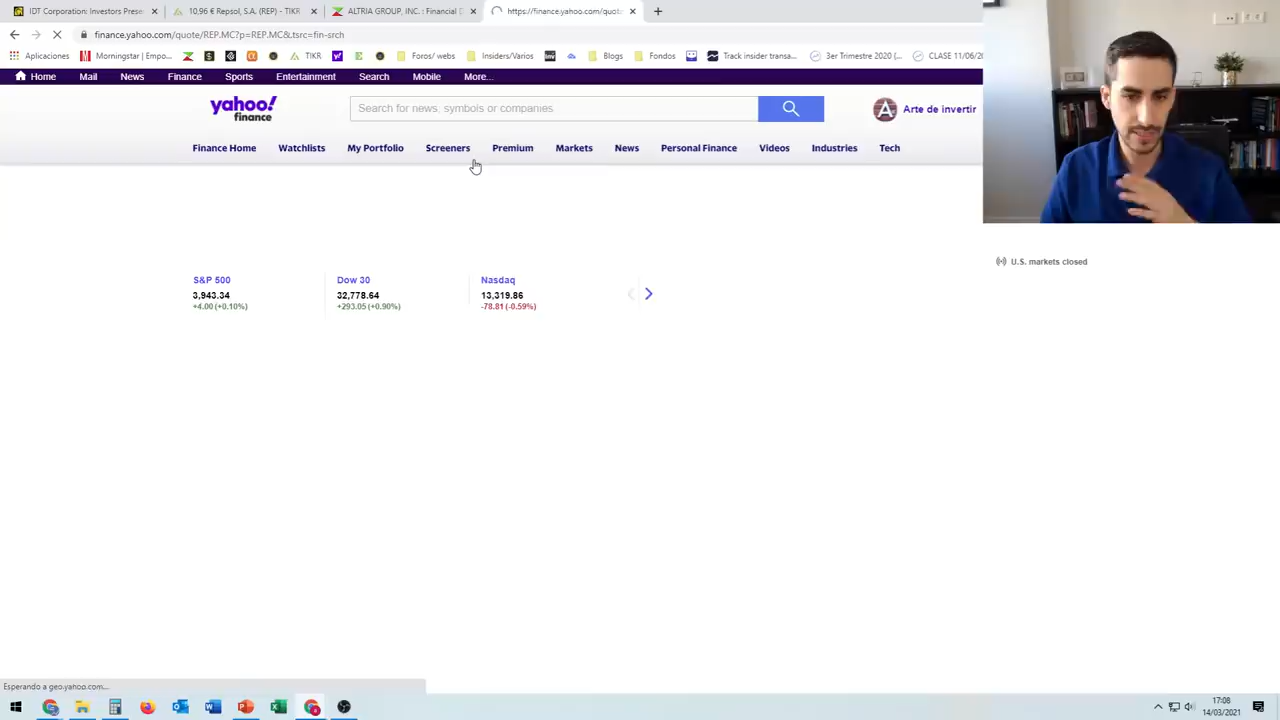 IDT Corporation: Investors Prese
10,96 € Repsol, S.A. (REP) - TIKR
ALTRIA GROUP, INC. : Financial D
https://finance.yahoo.com/quot
finance.yahoo.com/quote/REP.MC?p=REP.MC&.tsrc=fin-srch
Aplicaciones
Morningstar | Empo...
TIKR
Foros/ webs
Insiders/Varios
Blogs
Fondos
Track insider transa...
3er Trimestre 2020 (...
CLASE 11/06/20
Home Mail News Finance Sports Entertainment Search Mobile More...
yahoo!
finance
Search for news, symbols or companies
Arte de invertir
Finance Home Watchlists My Portfolio Screeners Premium Markets News Personal Finance Videos Industries Tech
U.S. markets closed
S&P 500
3,943.34
+4.00 (+0.10%)
Dow 30
32,778.64
+293.05 (+0.90%)
Nasdaq
13,319.86
-78.81 (-0.59%)
Esperando a geo.yahoo.com...
17:08
14/03/2021